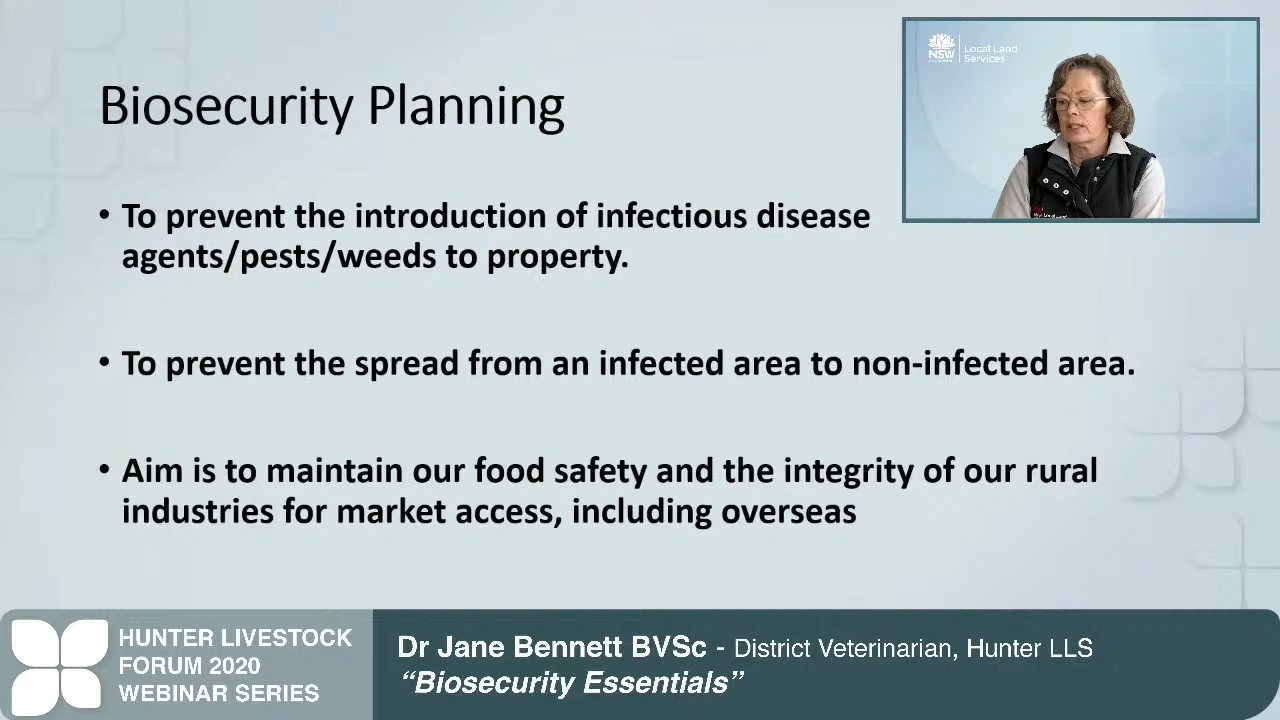 Biosecurity Planning
NSW
Local Land
Services
• To prevent the introduction of infectious disease
agents/pests/weeds to property.
• To prevent the spread from an infected area to non-infected area.
• Aim is to maintain our food safety and the integrity of our rural
industries for market access, including overseas
HUNTER LIVESTOCK
FORUM 2020
WEBINAR SERIES
Dr Jane Bennett BVSc - District Veterinarian, Hunter LLS
“Biosecurity Essentials”